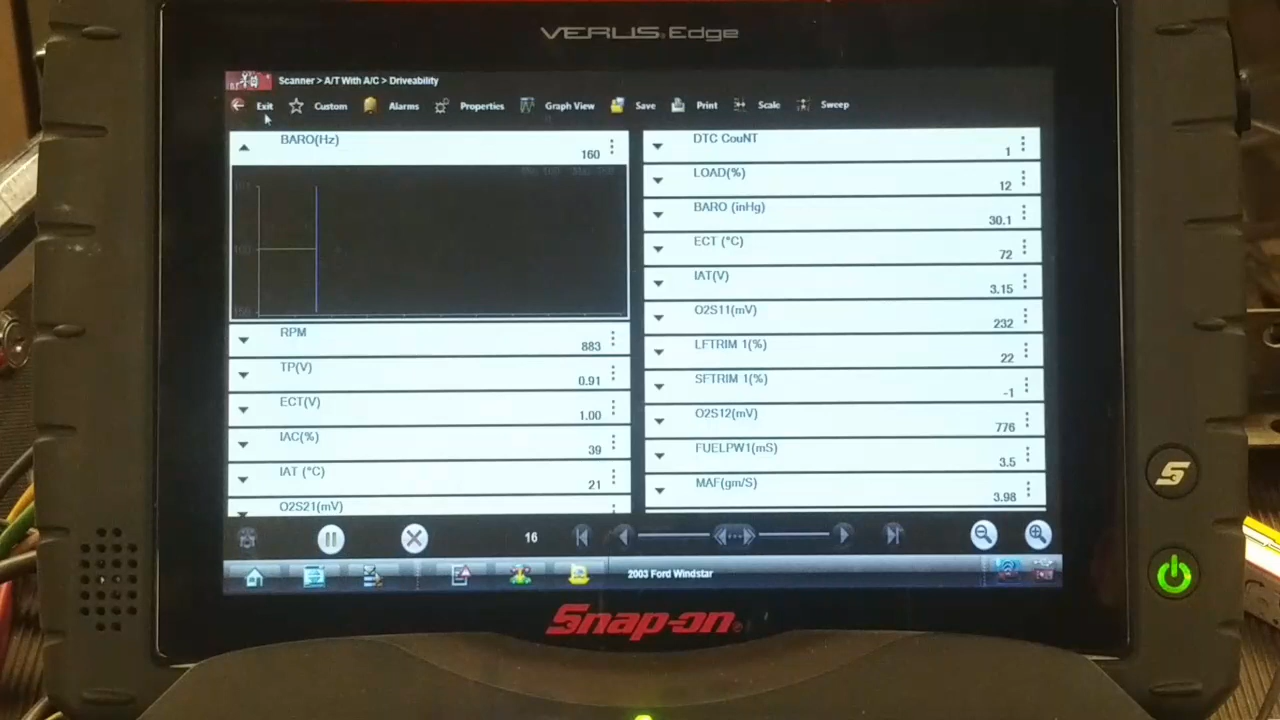 VERUS Edge
Scanner > A/T With A/C > Driveability
Exit Custom Alarms Properties Graph View Save Print Scale Sweep
BARO(Hz)
160
RPM
883
TP(V)
0.91
ECT(V)
1.00
IAC(%)
39
IAT (°C)
21
O2S21(mV)
DTC CouNT
1
LOAD(%)
12
BARO (inHg)
30.1
ECT (°C)
72
IAT(V)
3.15
O2S11(mV)
232
LFTRIM 1(%)
22
SFTRIM 1(%)
-1
O2S12(mV)
776
FUELPW1(mS)
3.5
MAF(gm/S)
3.98
16
2003 Ford Windstar
Snap-on
S